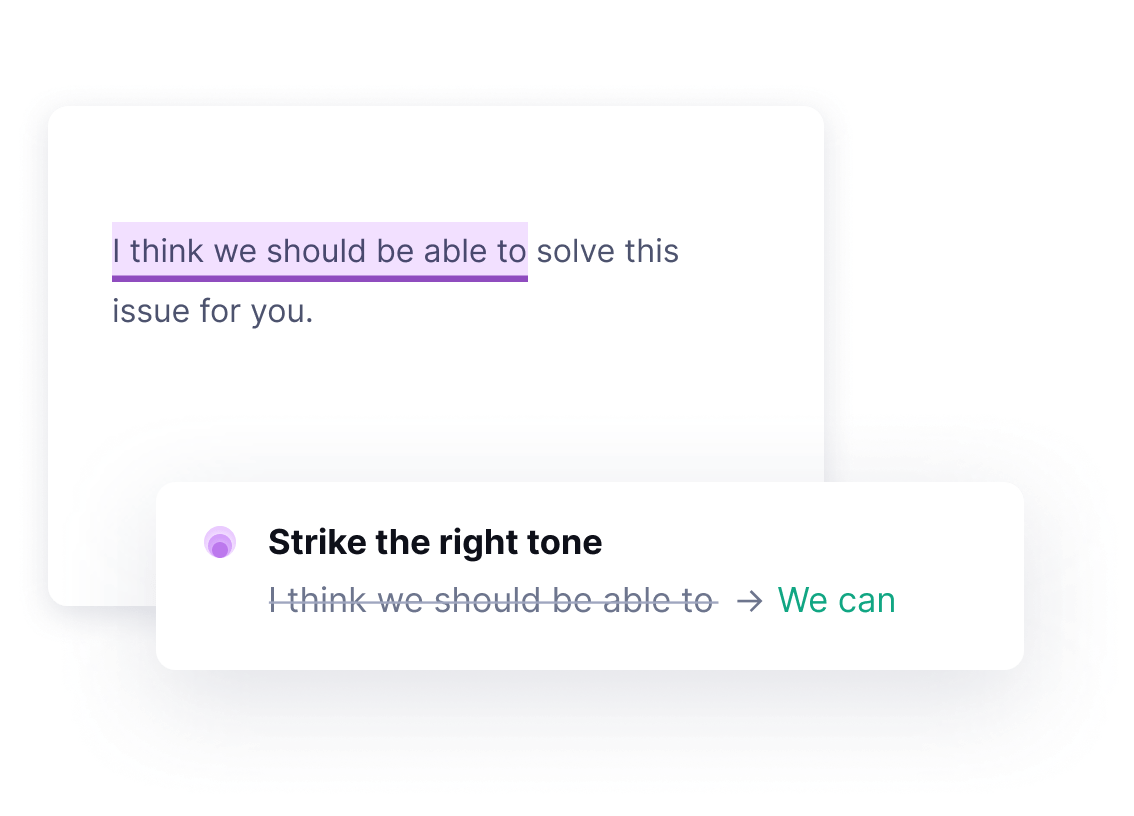 I think we should be able to solve this
issue for you.
Strike the right tone
I think we should be able to → We can